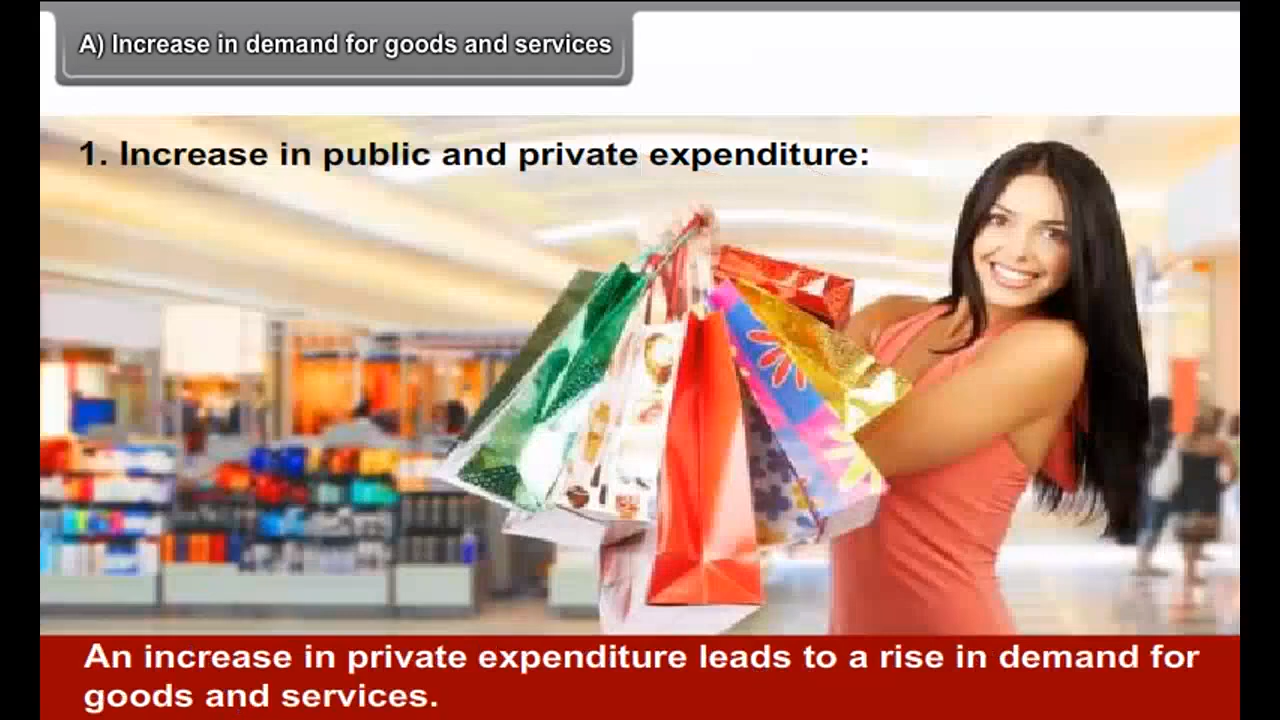 A) Increase in demand for goods and services
1. Increase in public and private expenditure:
An increase in private expenditure leads to a rise in demand for
goods and services.